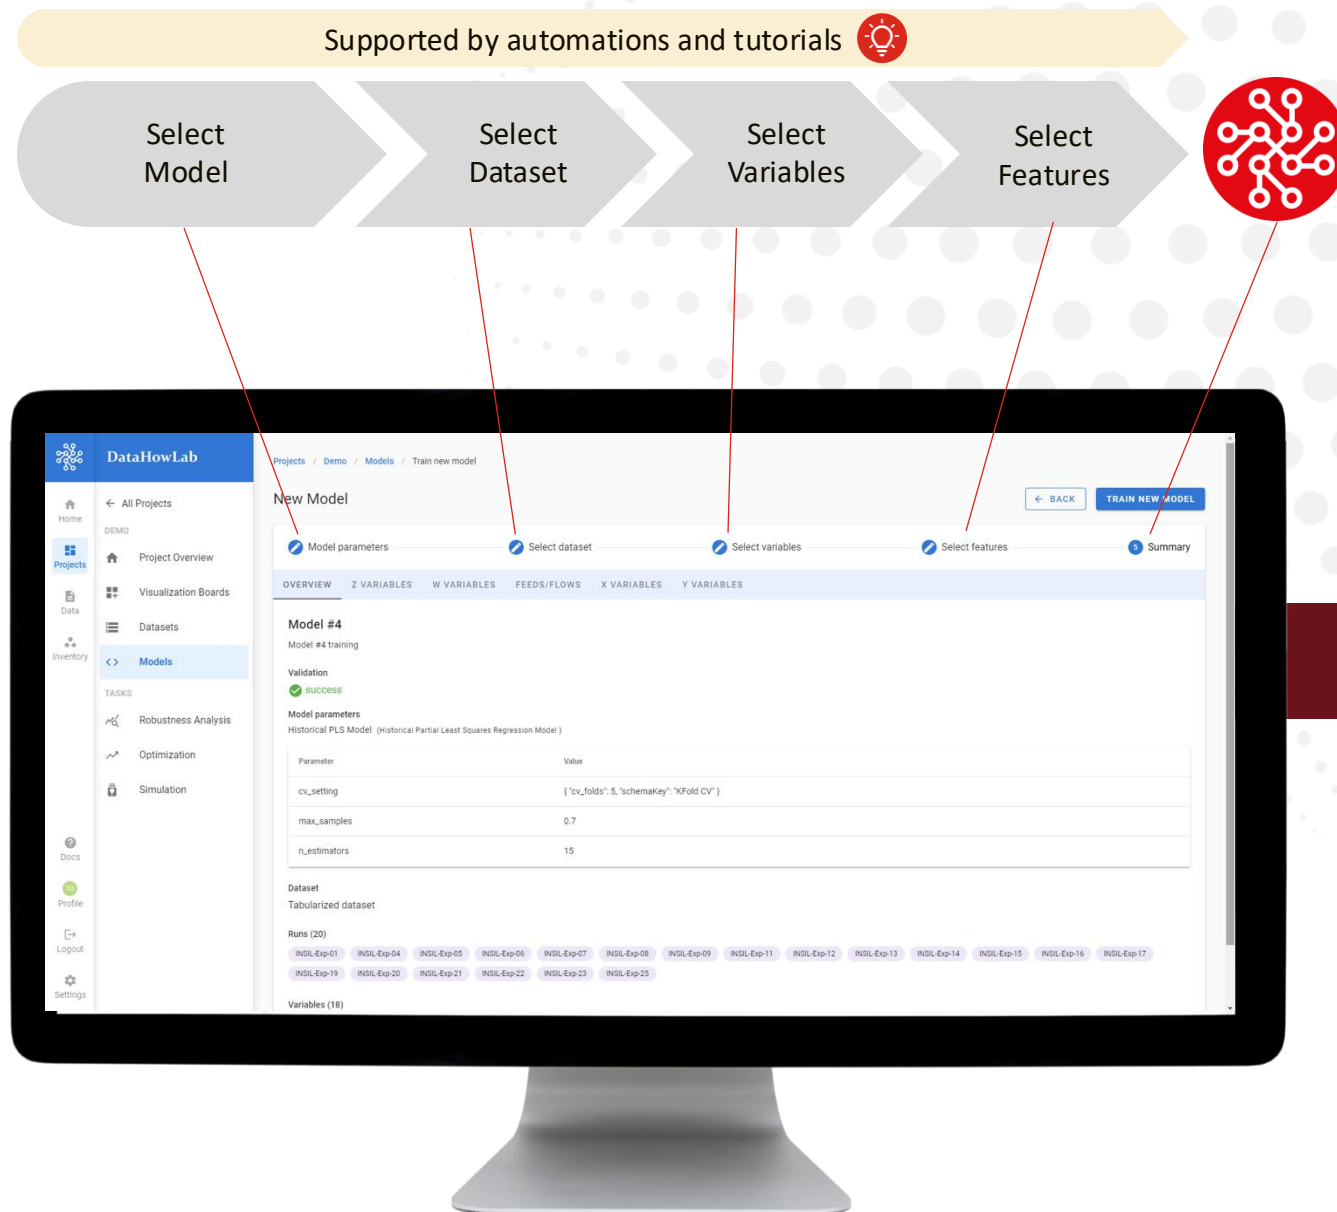 Supported by automations and tutorials
Select
Model
Select
Dataset
Select
Variables
Select
Features
DataHowLab
Projects / Demo / Models / Train new model
New Model
← BACK
TRAIN NEW MODEL
Home
Projects
Data
Inventory
Docs
Profile
Logout
Settings
← All Projects
DEMO
Project Overview
Visualization Boards
Datasets
Models
TASKS
Robustness Analysis
Optimization
Simulation
Model parameters
Select dataset
Select variables
Select features
5 Summary
OVERVIEW Z VARIABLES W VARIABLES FEEDS/FLOWS X VARIABLES Y VARIABLES
Model #4
Model #4 training
Validation
success
Model parameters
Historical PLS Model (Historical Partial Least Squares Regression Model )
Parameter Value
cv_setting { "cv_folds": 5, "schemaKey": "KFold CV" }
max_samples 0.7
n_estimators 15
Dataset
Tabularized dataset
Runs (20)
INSIL-Exp-01 INSIL-Exp-04 INSIL-Exp-05 INSIL-Exp-06 INSIL-Exp-07 INSIL-Exp-08 INSIL-Exp-09 INSIL-Exp-11 INSIL-Exp-12 INSIL-Exp-13 INSIL-Exp-14 INSIL-Exp-15 INSIL-Exp-16 INSIL-Exp-17
INSIL-Exp-19 INSIL-Exp-20 INSIL-Exp-21 INSIL-Exp-22 INSIL-Exp-23 INSIL-Exp-25
Variables (18)